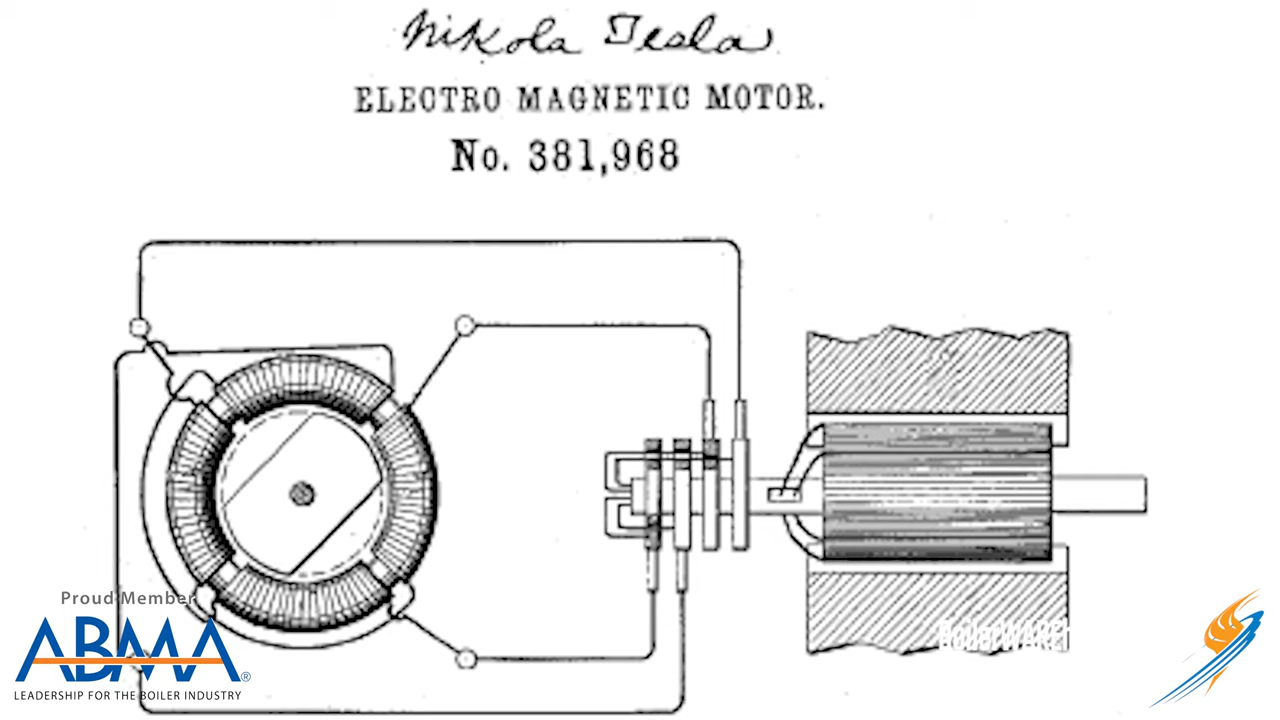 Nikola Tesla
ELECTRO MAGNETIC MOTOR.
No. 381,968
Proud Member
ABMA®
LEADERSHIP FOR THE BOILER INDUSTRY